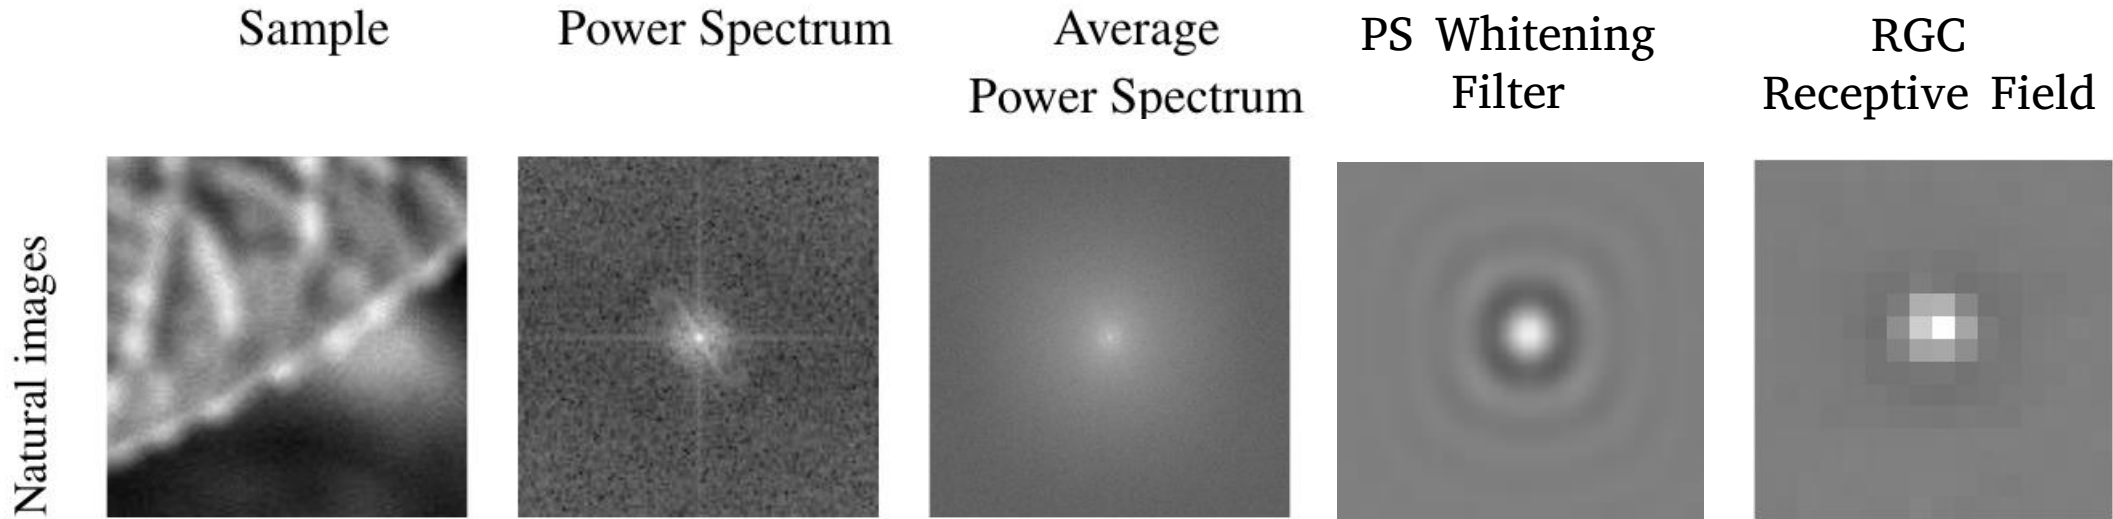 Sample
Power Spectrum
Average
Power Spectrum
PS Whitening
Filter
RGC
Receptive Field
Natural images